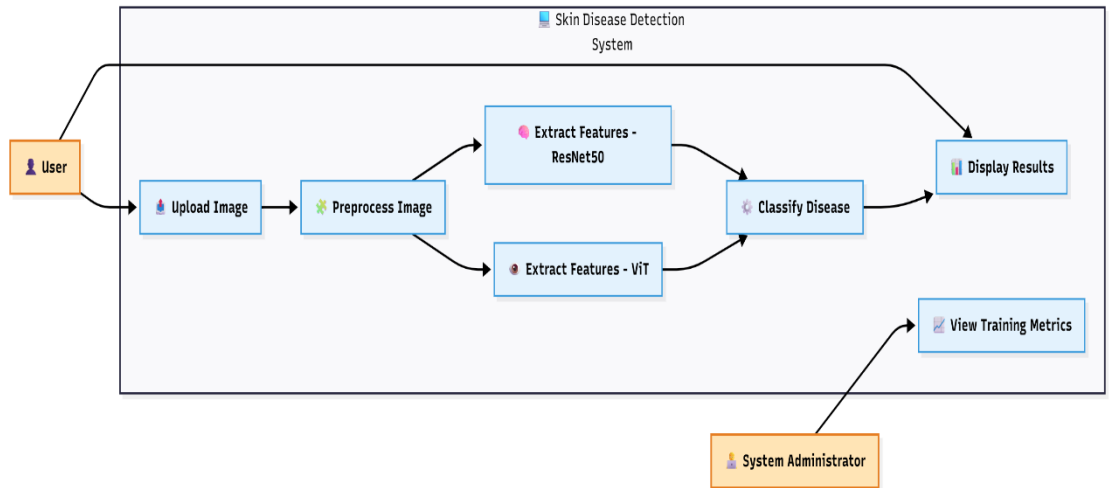 Skin Disease Detection
System
Extract Features -
ResNet50
User
Display Results
Upload Image
Preprocess Image
Classify Disease
Extract Features - ViT
View Training Metrics
System Administrator